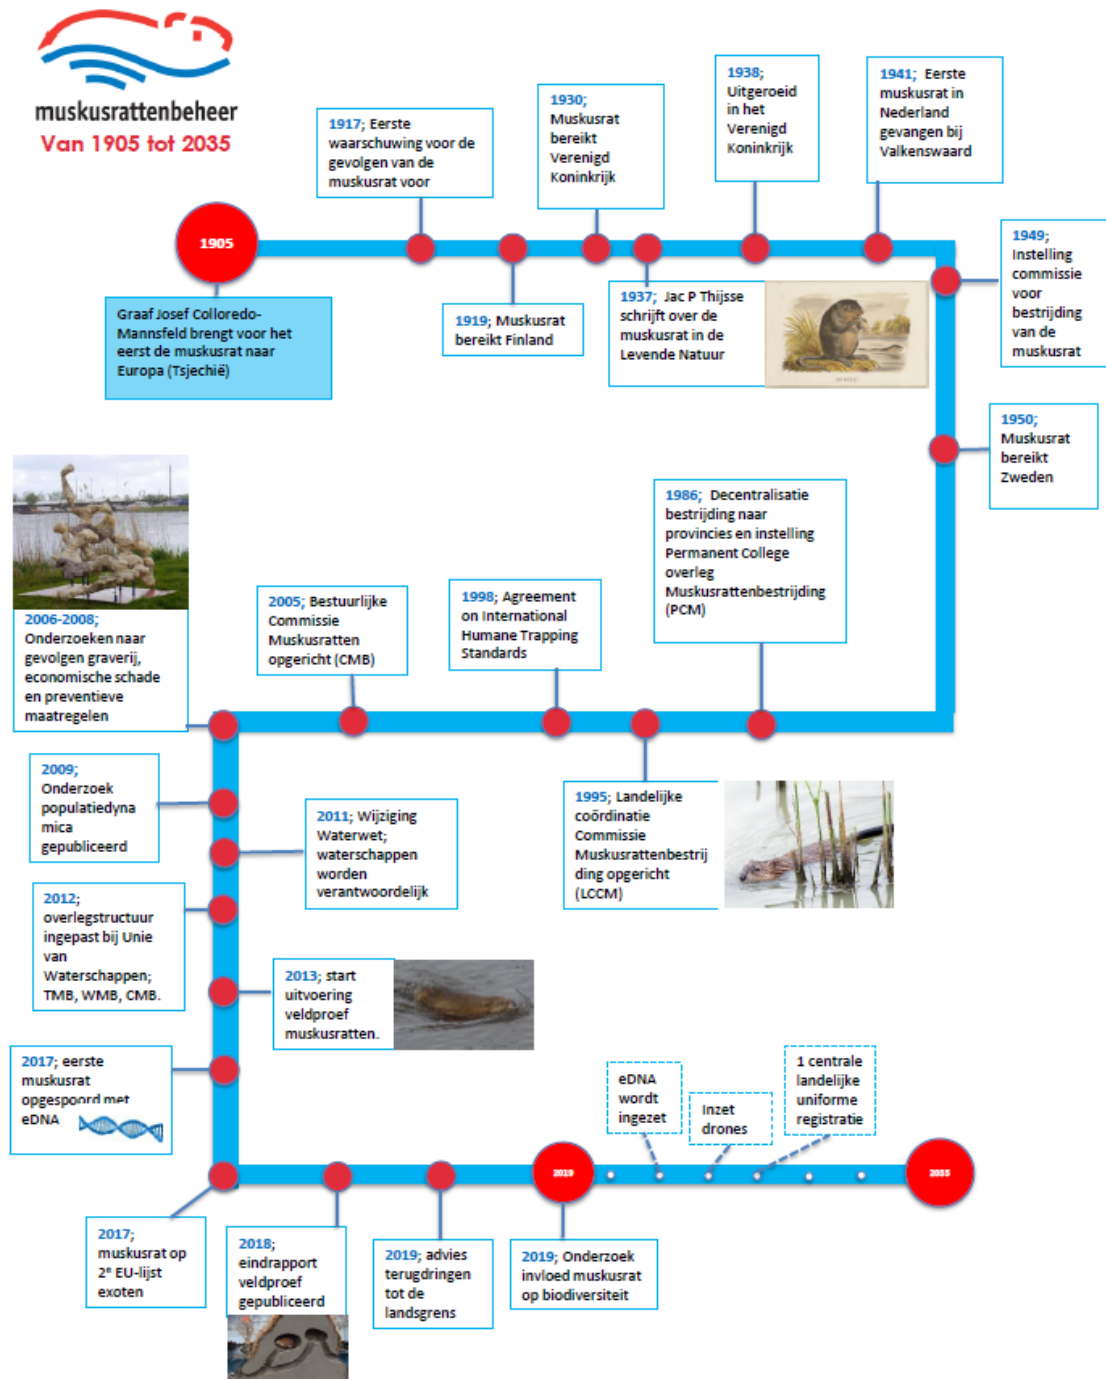 muskusrattenbeheer
Van 1905 tot 2035
1917; Eerste
waarschuwing voor de
gevolgen van de
muskusrat voor
1930;
Muskusrat
bereikt
Verenigd
Koninkrijk
1938;
Uitgeroeid
in het
Verenigd
Koninkrijk
1941; Eerste
muskusrat in
Nederland
gevangen bij
Valkenswaard
1905
Graaf Josef Colloredo-
Mannsfeld brengt voor het
eerst de muskusrat naar
Europa (Tsjechië)
1919; Muskusrat
bereikt Finland
1937; Jac P Thijsse
schrijft over de
muskusrat in de
Levende Natuur
1949;
Instelling
commissie
voor
bestrijding
van de
muskusrat
1950;
Muskusrat
bereikt
Zweden
1986; Decentralisatie
bestrijding naar
provincies en instelling
Permanent College
overleg
Muskusrattenbestrijding
(PCM)
1998; Agreement
on International
Humane Trapping
Standards
2005; Bestuurlijke
Commissie
Muskusratten
opgericht (CMB)
2006-2008;
Onderzoeken naar
gevolgen graverij,
economische schade
en preventieve
maatregelen
1995; Landelijke
coördinatie
Commissie
Muskusrattenbestrij
ding opgericht
(LCCM)
2009;
Onderzoek
populatiedyna
mica
gepubliceerd
2011; Wijziging
Waterwet;
waterschappen
worden
verantwoordelijk
2012;
overlegstructuur
ingepast bij Unie
van
Waterschappen;
TMB, WMB, CMB.
2013; start
uitvoering
veldproef
muskusratten.
2017; eerste
muskusrat
opgespoord met
eDNA
eDNA
wordt
ingezet
Inzet
drones
1 centrale
landelijke
uniforme
registratie
2019
2035
2017;
muskusrat op
2e EU-lijst
exoten
2018;
eindrapport
veldproef
gepubliceerd
2019; advies
terugdringen
tot de
landsgrens
2019; Onderzoek
invloed muskusrat
op biodiversiteit